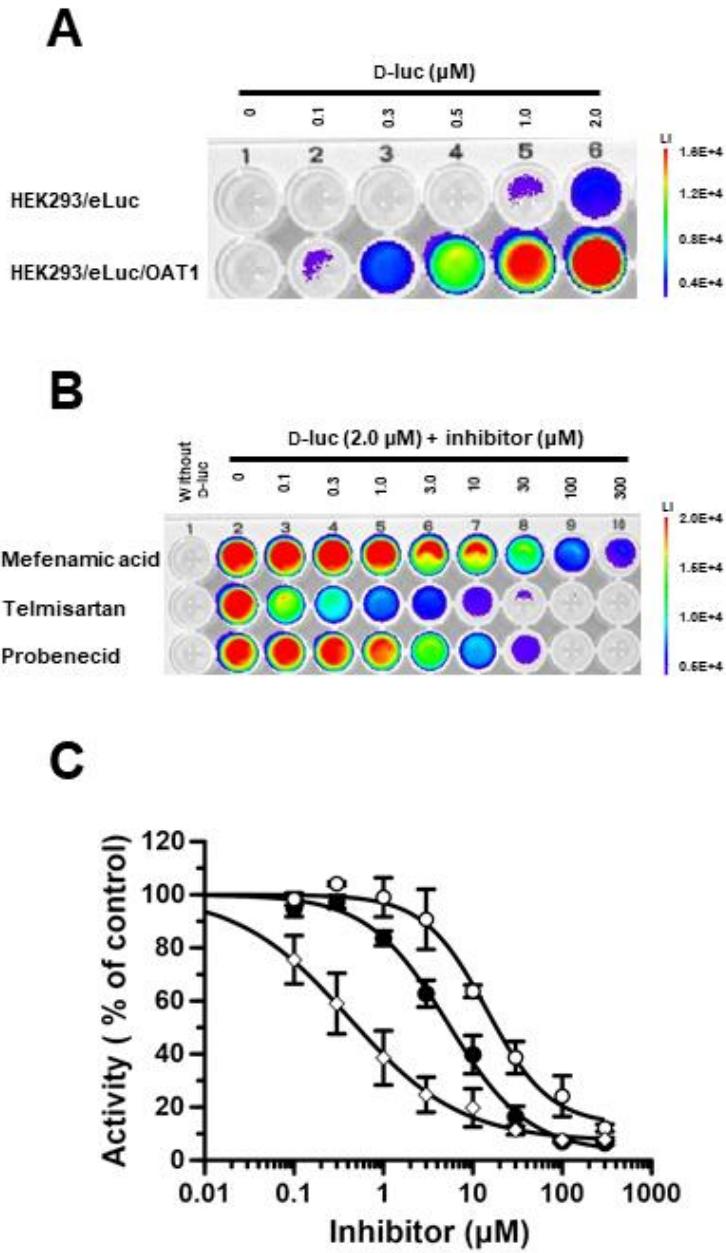 A
D-luc (µM)
0 0.1 0.3 0.5 1.0 2.0
1 2 3 4 5 6
HEK293/eLuc
HEK293/eLuc/OAT1
LI
1.6E+4
1.2E+4
0.8E+4
0.4E+4
B
D-luc (2.0 µM) + inhibitor (µM)
Without
D-luc
0 0.1 0.3 1.0 3.0 10 30 100 300
1 2 3 4 5 6 7 8 9 10
Mefenamic acid
Telmisartan
Probenecid
LI
2.0E+4
1.5E+4
1.0E+4
0.5E+4
C
Activity ( % of control)
120
100
80
60
40
20
0
0.01 0.1 1 10 100 1000
Inhibitor (µM)